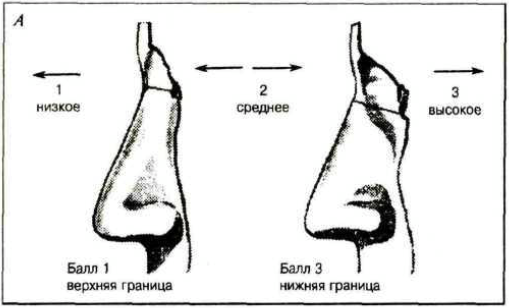 А
1
низкое
2
среднее
3
высокое
Балл 1
верхняя граница
Балл 3
нижняя граница